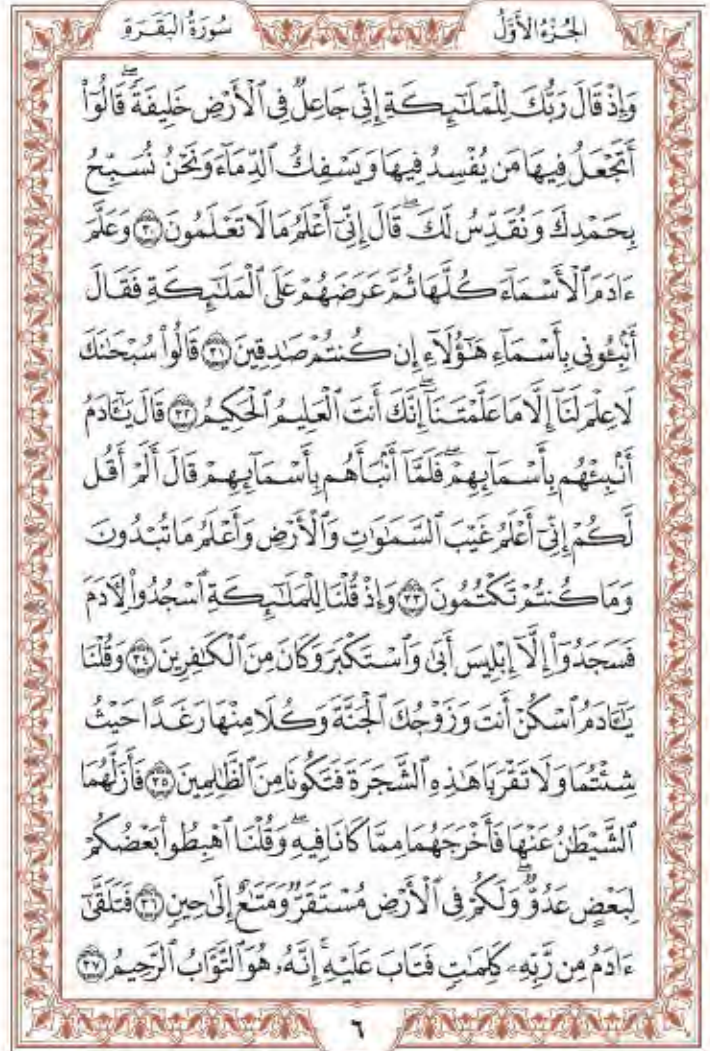 الجُزْءُ الأَوَّلُ سُورَةُ البَقَرَةِ
وَإِذْ قَالَ رَبُّكَ لِلْمَلَٰٓئِكَةِ إِنِّي جَاعِلٌ فِي ٱلْأَرْضِ خَلِيفَةًۖ قَالُوٓا۟
أَتَجْعَلُ فِيهَا مَن يُفْسِدُ فِيهَا وَيَسْفِكُ ٱلدِّمَآءَ وَنَحْنُ نُسَبِّحُ
بِحَمْدِكَ وَنُقَدِّسُ لَكَۖ قَالَ إِنِّيٓ أَعْلَمُ مَا لَا تَعْلَمُونَ ٣٠ وَعَلَّمَ
ءَادَمَ ٱلْأَسْمَآءَ كُلَّهَا ثُمَّ عَرَضَهُمْ عَلَى ٱلْمَلَٰٓئِكَةِ فَقَالَ
أَنۢبِـُٔونِي بِأَسْمَآءِ هَٰٓؤُلَآءِ إِن كُنتُمْ صَٰدِقِينَ ٣١ قَالُوا۟ سُبْحَٰنَكَ
لَا عِلْمَ لَنَآ إِلَّا مَا عَلَّمْتَنَآۖ إِنَّكَ أَنتَ ٱلْعَلِيمُ ٱلْحَكِيمُ ٣٢ قَالَ يَٰٓـَٔادَمُ
أَنۢبِئْهُم بِأَسْمَآئِهِمْۖ فَلَمَّآ أَنۢبَأَهُم بِأَسْمَآئِهِمْ قَالَ أَلَمْ أَقُل
لَّكُمْ إِنِّيٓ أَعْلَمُ غَيْبَ ٱلسَّمَٰوَٰتِ وَٱلْأَرْضِ وَأَعْلَمُ مَا تُبْدُونَ
وَمَا كُنتُمْ تَكْتُمُونَ ٣٣ وَإِذْ قُلْنَا لِلْمَلَٰٓئِكَةِ ٱسْجُدُوا۟ لِـَٔادَمَ
فَسَجَدُوٓا۟ إِلَّآ إِبْلِيسَ أَبَىٰ وَٱسْتَكْبَرَ وَكَانَ مِنَ ٱلْكَٰفِرِينَ ٣٤ وَقُلْنَا
يَٰٓـَٔادَمُ ٱسْكُنْ أَنتَ وَزَوْجُكَ ٱلْجَنَّةَ وَكُلَا مِنْهَا رَغَدًا حَيْثُ
شِئْتُمَا وَلَا تَقْرَبَا هَٰذِهِ ٱلشَّجَرَةَ فَتَكُونَا مِنَ ٱلظَّٰلِمِينَ ٣٥ فَأَزَلَّهُمَا
ٱلشَّيْطَٰنُ عَنْهَا فَأَخْرَجَهُمَا مِمَّا كَانَا فِيهِۖ وَقُلْنَا ٱهْبِطُوا۟ بَعْضُكُمْ
لِبَعْضٍ عَدُوٌّۖ وَلَكُمْ فِي ٱلْأَرْضِ مُسْتَقَرٌّ وَمَتَٰعٌ إِلَىٰ حِينٍ ٣٦ فَتَلَقَّىٰٓ
ءَادَمُ مِن رَّبِّهِۦ كَلِمَٰتٍ فَتَابَ عَلَيْهِۚ إِنَّهُۥ هُوَ ٱلتَّوَّابُ ٱلرَّحِيمُ ٣٧
٦